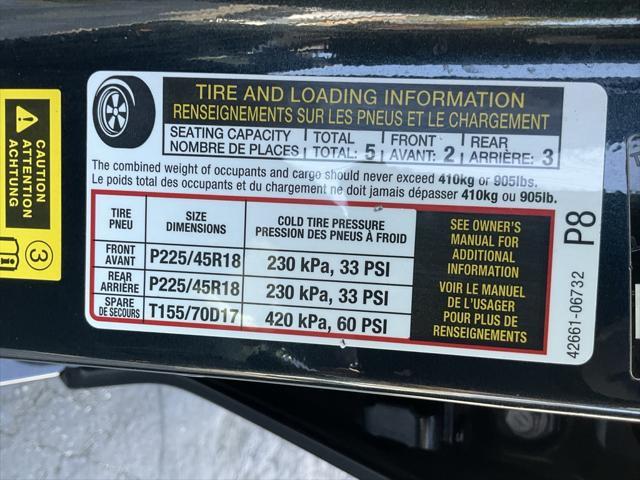 TIRE AND LOADING INFORMATION
RENSEIGNEMENTS SUR LES PNEUS ET LE CHARGEMENT
SEATING CAPACITY TOTAL FRONT REAR
NOMBRE DE PLACES TOTAL: 5 AVANT: 2 ARRIÈRE: 3
The combined weight of occupants and cargo should never exceed 410kg or 905lbs.
Le poids total des occupants et du chargement ne doit jamais dépasser 410kg ou 905lb.
TIRE SIZE COLD TIRE PRESSURE
PNEU DIMENSIONS PRESSION DES PNEUS À FROID
FRONT
AVANT P225/45R18 230 kPa, 33 PSI
REAR
ARRIÈRE P225/45R18 230 kPa, 33 PSI
SPARE
DE SECOURS T155/70D17 420 kPa, 60 PSI
SEE OWNER'S
MANUAL FOR
ADDITIONAL
INFORMATION
VOIR LE MANUEL
DE L'USAGER
POUR PLUS DE
RENSEIGNEMENTS
P8
42661-06732
CAUTION
ATTENTION
ACHTUNG
3